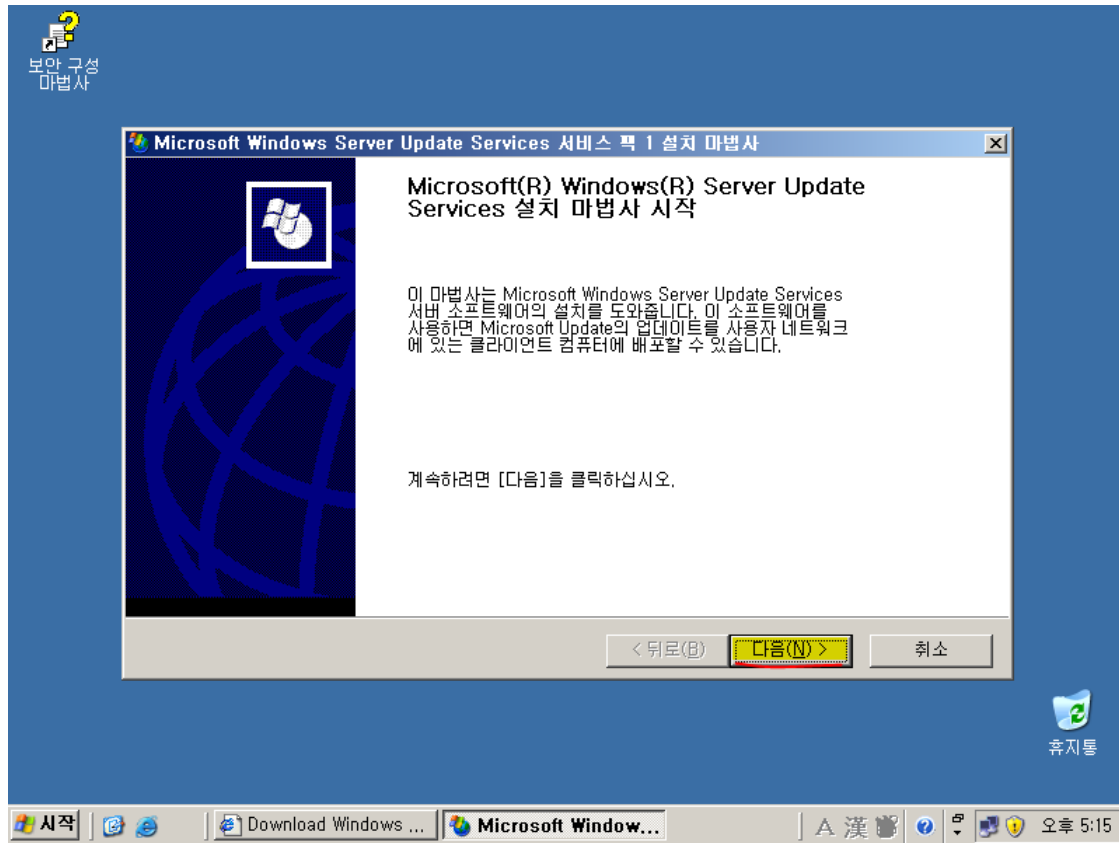 보안 구성
마법사
Microsoft Windows Server Update Services 서비스 팩 1 설치 마법사
Microsoft(R) Windows(R) Server Update
Services 설치 마법사 시작
이 마법사는 Microsoft Windows Server Update Services
서버 소프트웨어의 설치를 도와줍니다. 이 소프트웨어를
사용하면 Microsoft Update의 업데이트를 사용자 네트워크
에 있는 클라이언트 컴퓨터에 배포할 수 있습니다.
계속하려면 [다음]을 클릭하십시오.
< 뒤로(B)
다음(N) >
취소
휴지통
시작
Download Windows ...
Microsoft Window...
A 漢
오후 5:15